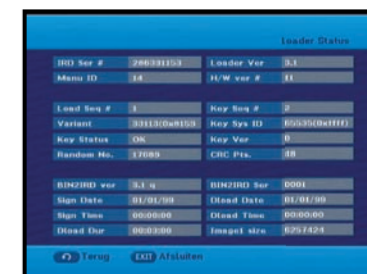 Loader Status
IRD Ser # 286331153 Loader Ver 3.1
Manu ID 14 H/W ver # 11
Load Seq # 1 Key Seq # 2
Variant 33113(0x8159 Key Sys ID 65535(0xffff)
Key Status OK Key Ver 0
Random No. 17089 CRC Pts. 48
BIN2IRD ver 3.1 q BIN2IRD Ser 0001
Sign Date 01/01/99 Dload Date 01/01/99
Sign Time 00:00:00 Dload Time 00:00:00
Dload Dur 00:03:00 Image1 size 6257424
Terug EXIT Afsluiten